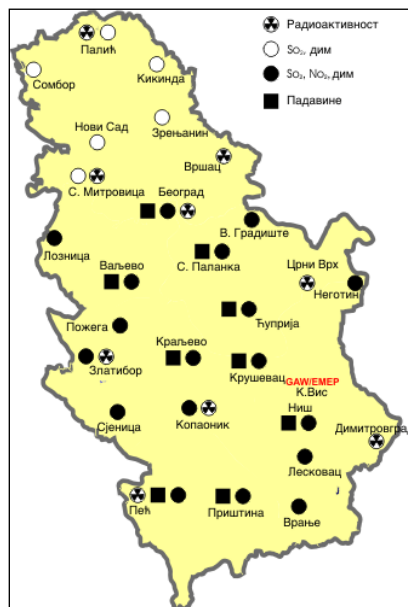 Радиоактивност
So₂, дим
So₂, No₂, дим
Падавине
Палић
Сомбор
Кикинда
Нови Сад
Зрењанин
Вршац
С. Митровица
Београд
В. Градиште
Лозница
С. Паланка
Ваљево
Црни Врх
Неготин
Пожега
Ћуприја
Краљево
Златибор
Крушевац
GAW/EMEP
К.Вис
Сјеница
Копаоник
Ниш
Димитровград
Лесковац
Пећ
Приштина
Врање